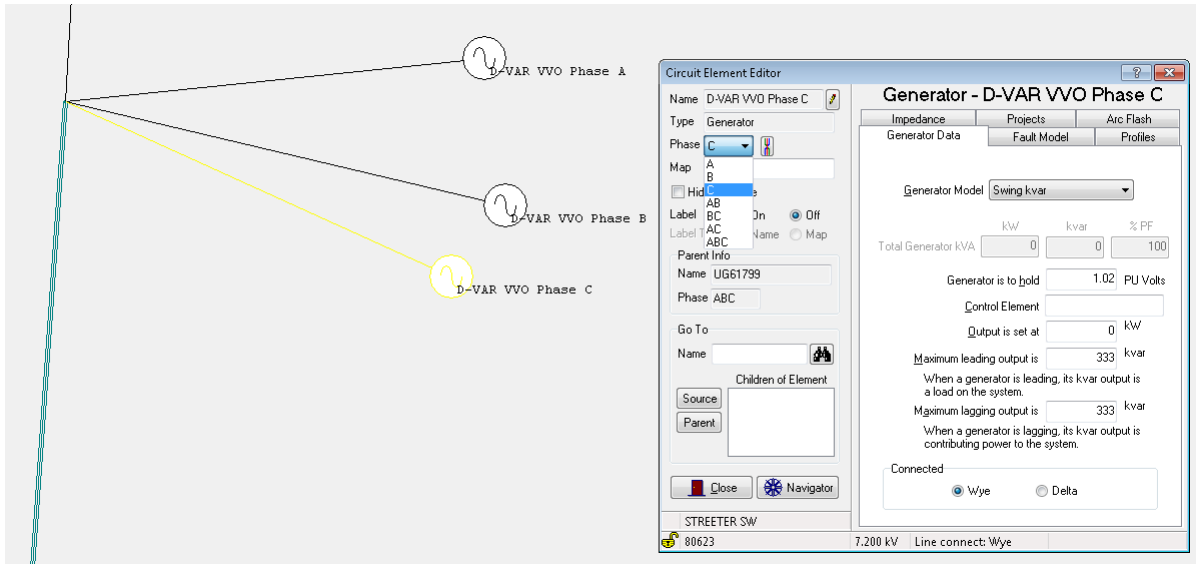 D-VAR VVO Phase A
D-VAR VVO Phase B
D-VAR VVO Phase C
Circuit Element Editor
?
Name D-VAR VVO Phase C
Type Generator
Phase C
A
B
C
AB
BC
AC
ABC
Map
Hid e
Label On Off
Label T Name Map
Parent Info
Name UG61799
Phase ABC
Go To
Name
Children of Element
Source
Parent
Close Navigator
STREETER SW
80623
7.200 kV Line connect: Wye
Generator - D-VAR VVO Phase C
Impedance Projects Arc Flash
Generator Data Fault Model Profiles
Generator Model Swing kvar
kW kvar % PF
Total Generator kVA 0 0 100
Generator is to hold 1.02 PU Volts
Control Element
Output is set at 0 kW
Maximum leading output is 333 kvar
When a generator is leading, its kvar output is
a load on the system.
Maximum lagging output is 333 kvar
When a generator is lagging, its kvar output is
contributing power to the system.
Connected
Wye Delta